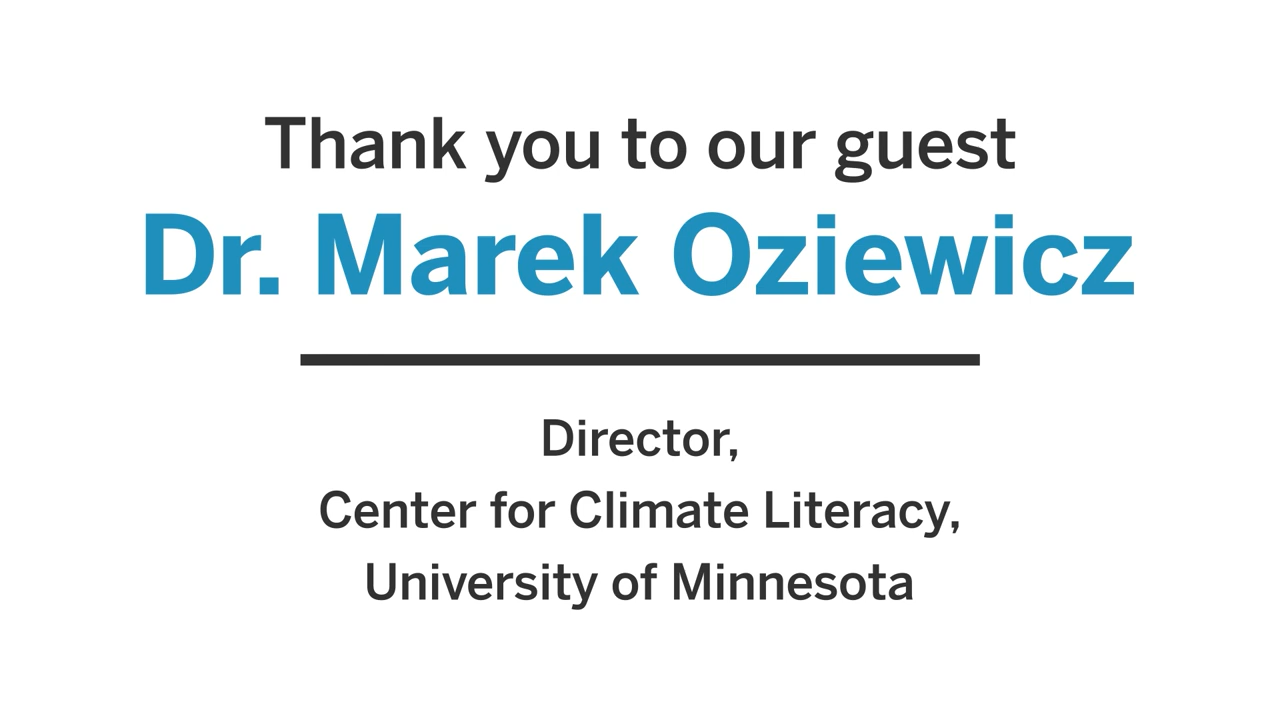 Thank you to our guest
Dr. Marek Oziewicz
Director,
Center for Climate Literacy,
University of Minnesota